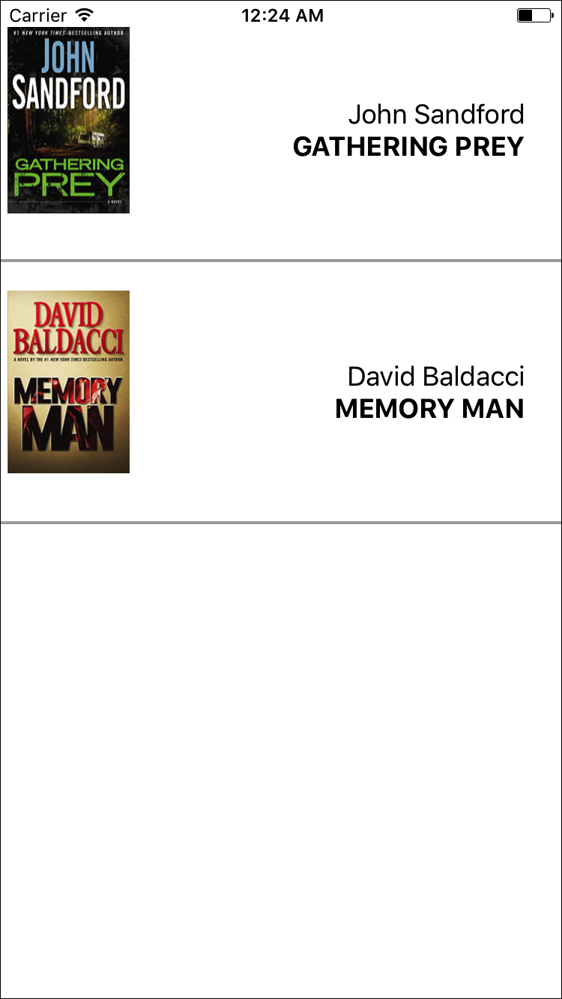 Carrier 12:24 AM
#1 NEW YORK TIMES-BESTSELLING AUTHOR
JOHN
SANDFORD
GATHERING
PREY
A NOVEL
John Sandford
GATHERING PREY
DAVID
BALDACCI
A NOVEL BY THE #1 NEW YORK TIMES BESTSELLING AUTHOR
MEMORY
MAN
David Baldacci
MEMORY MAN